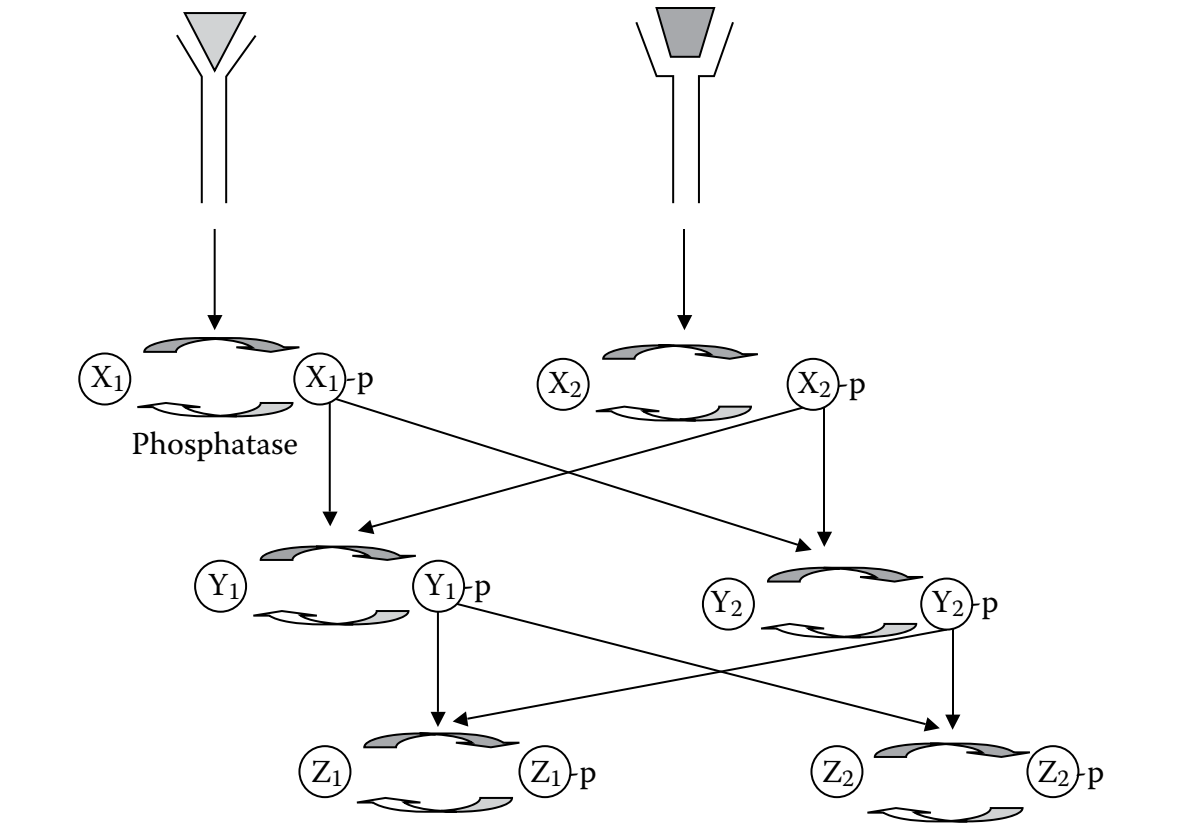 X₁ X₁-p X₂ X₂-p
Phosphatase
Y₁ Y₁-p Y₂ Y₂-p
Z₁ Z₁-p Z₂ Z₂-p